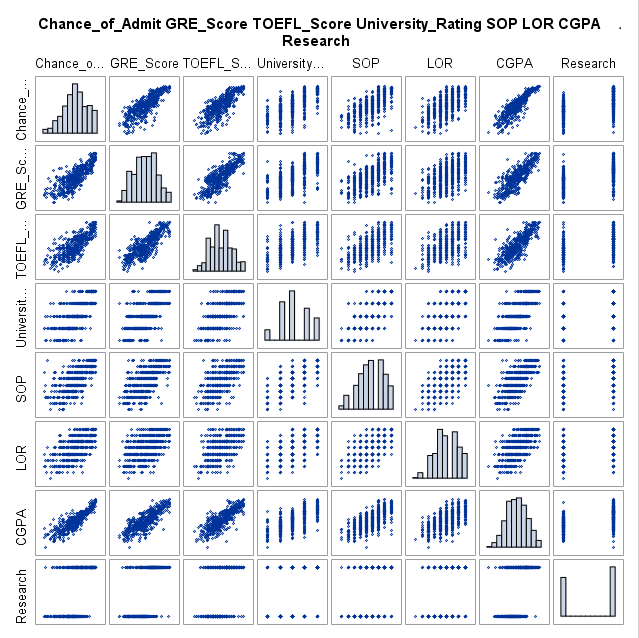 Chance_of_Admit GRE_Score TOEFL_Score University_Rating SOP LOR CGPA .
Research
Chance_o... GRE_Score TOEFL_S... University... SOP LOR CGPA Research
Chance_...
GRE_Sc...
TOEFL_...
Universit...
SOP
LOR
CGPA
Research